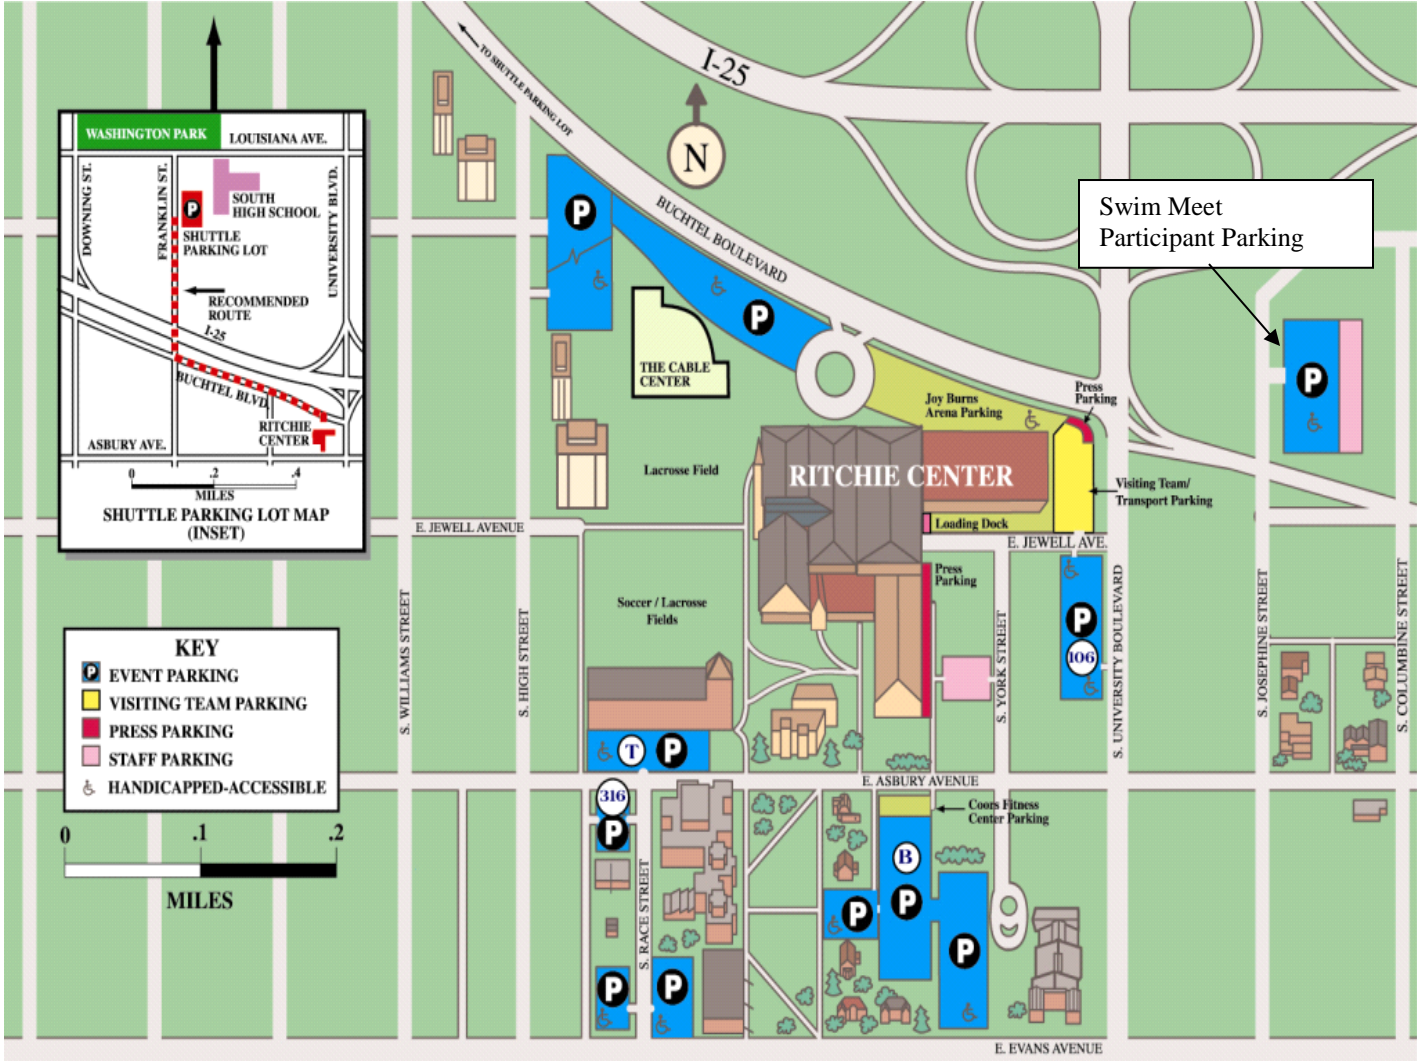 I-25
TO SHUTTLE PARKING LOT
N
BUCHTEL BOULEVARD
Swim Meet
Participant Parking
WASHINGTON PARK
LOUISIANA AVE.
DOWNING ST.
FRANKLIN ST.
UNIVERSITY BLVD.
SOUTH
HIGH SCHOOL
P
SHUTTLE
PARKING LOT
RECOMMENDED
ROUTE
I-25
BUCHTEL BLVD
RITCHIE
CENTER
ASBURY AVE.
0 .2 .4
MILES
SHUTTLE PARKING LOT MAP
(INSET)
P
P
P
THE CABLE
CENTER
Joy Burns
Arena Parking
Press
Parking
Lacrosse Field
RITCHIE CENTER
Visiting Team/
Transport Parking
Loading Dock
E. JEWELL AVENUE
E. JEWELL AVE.
Press
Parking
Soccer / Lacrosse
Fields
P
106
S. WILLIAMS STREET
S. HIGH STREET
S. YORK STREET
S. UNIVERSITY BOULEVARD
S. JOSEPHINE STREET
S. COLUMBINE STREET
KEY
P EVENT PARKING
VISITING TEAM PARKING
PRESS PARKING
STAFF PARKING
HANDICAPPED-ACCESSIBLE
0 .1 .2
MILES
T P
E. ASBURY AVENUE
316
P
Coors Fitness
Center Parking
B
P
P
P
S. RACE STREET
P
P
E. EVANS AVENUE